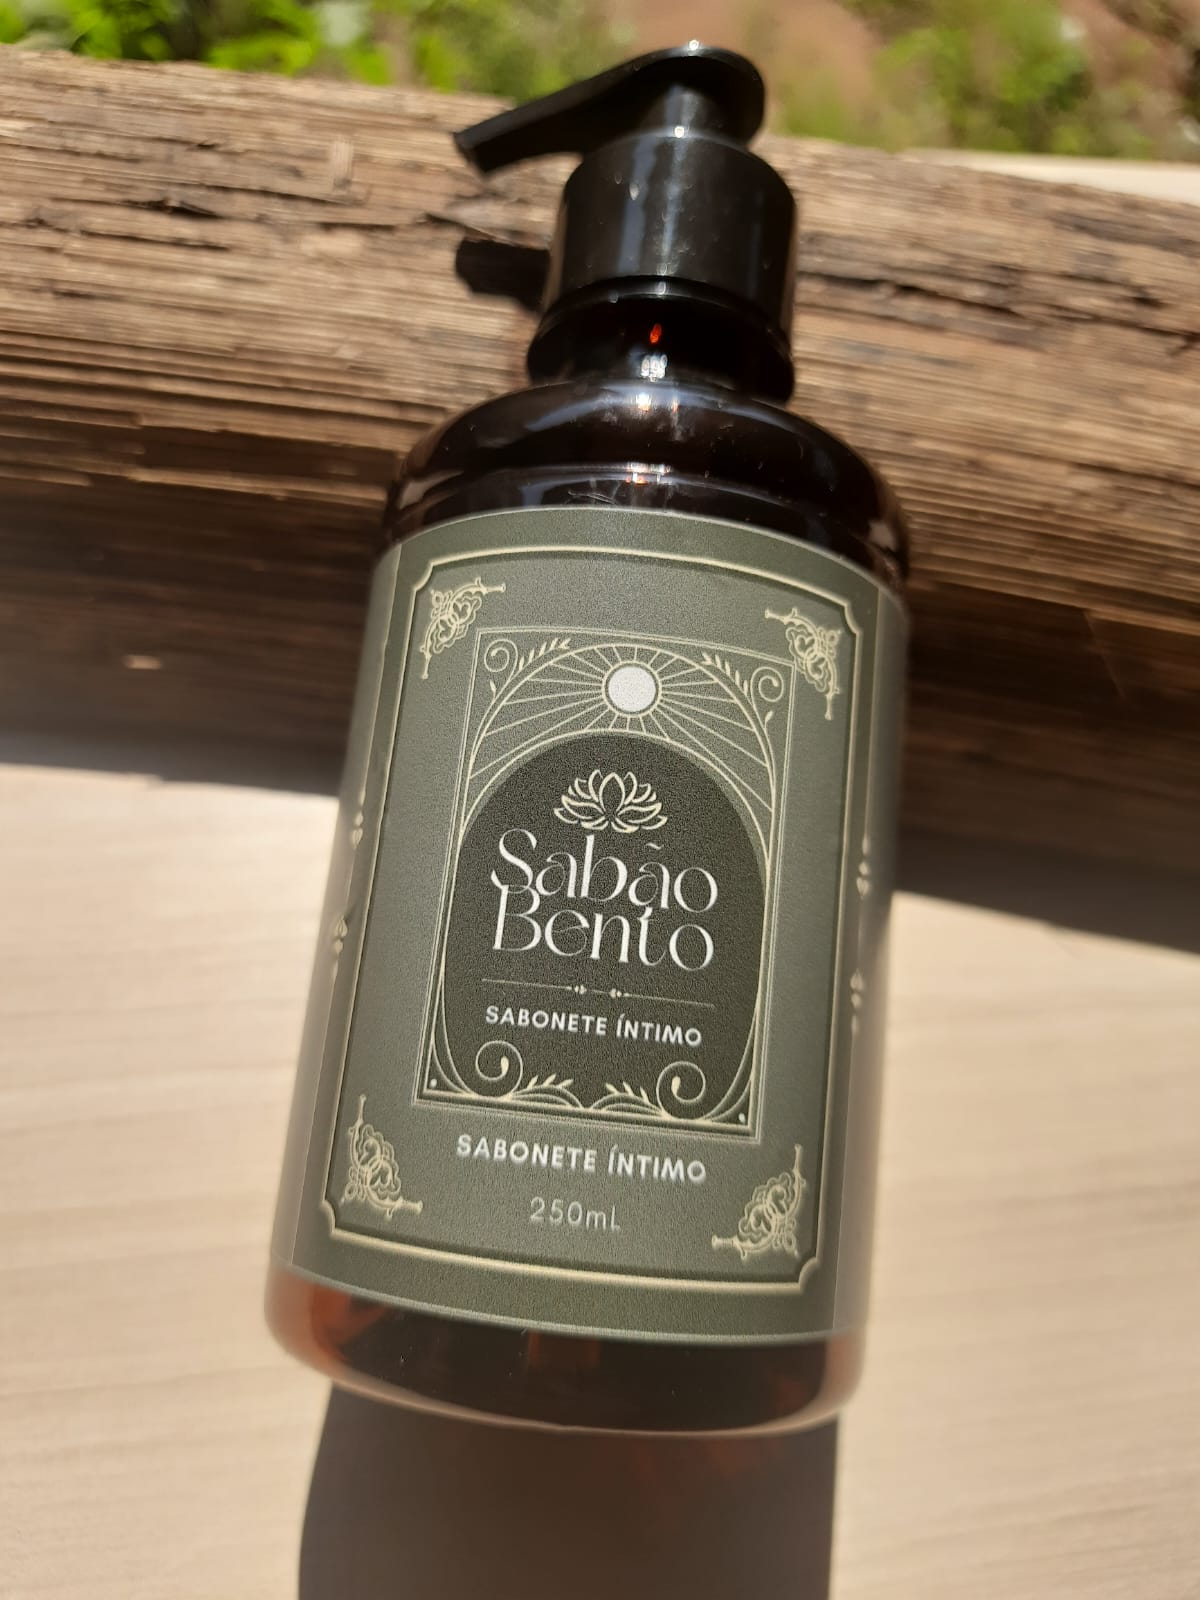 Sabão
Bento
SABONETE ÍNTIMO
SABONETE ÍNTIMO
250mL